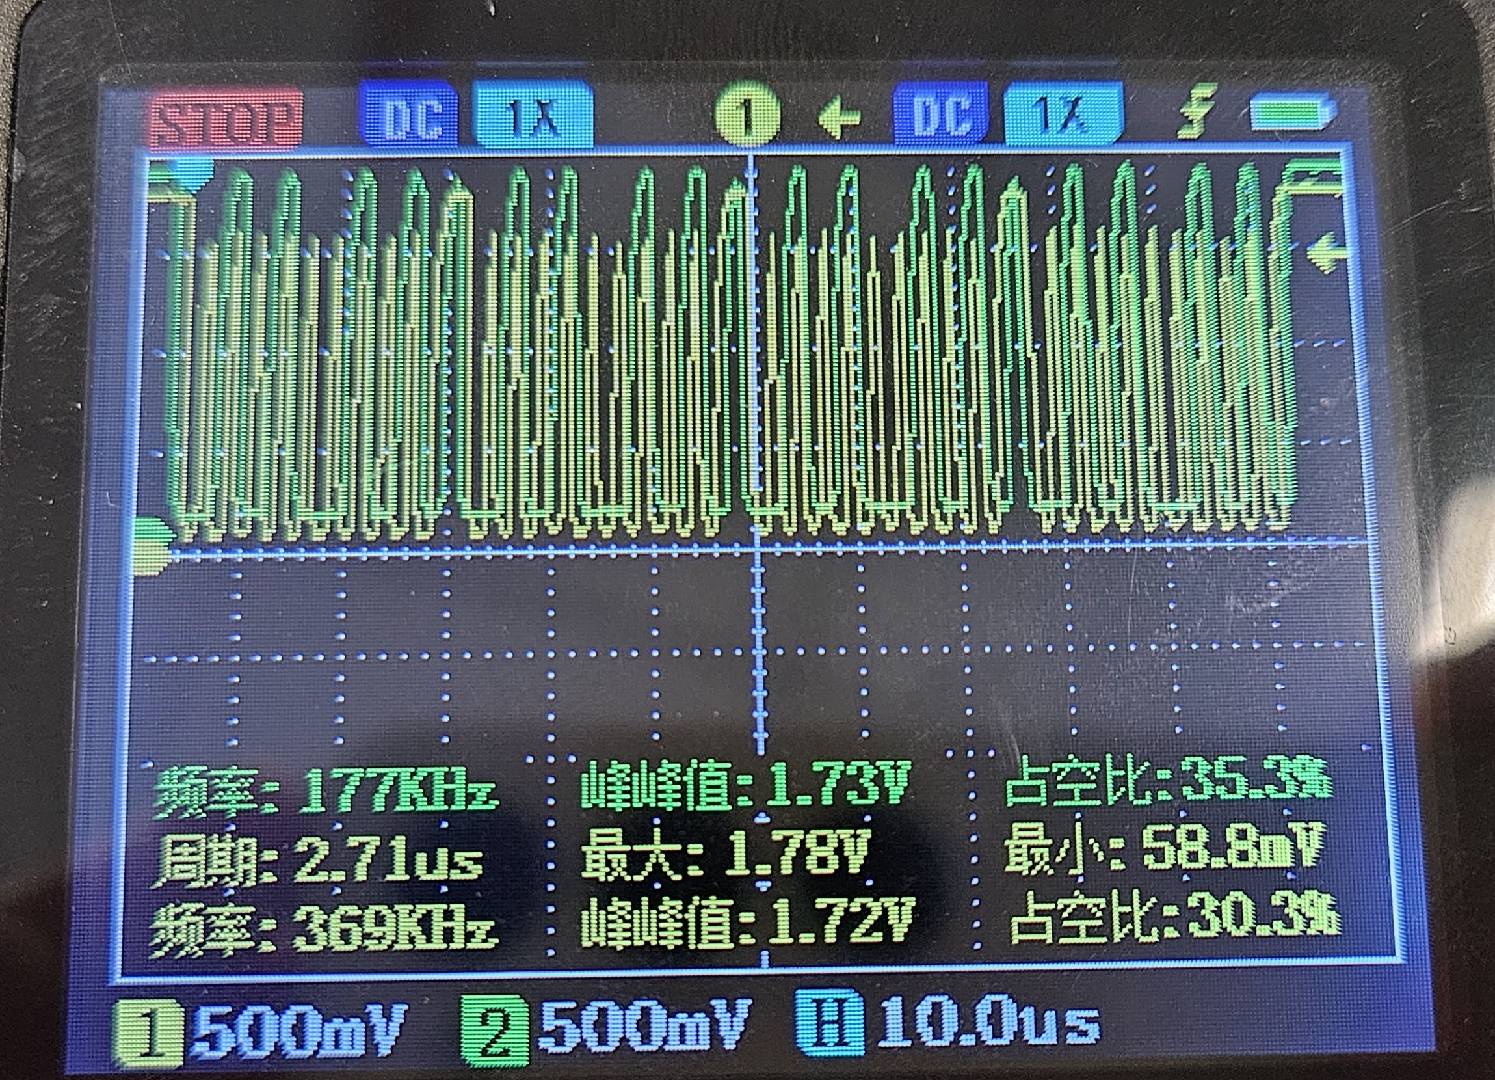 STOP DC 1X 1 ← DC 1X
频率: 177KHz 峰峰值: 1.73V 占空比: 35.3%
周期: 2.71us 最大: 1.78V 最小: 58.8mV
频率: 369KHz 峰峰值: 1.72V 占空比: 30.3%
1 500mV 2 500mV H 10.0us